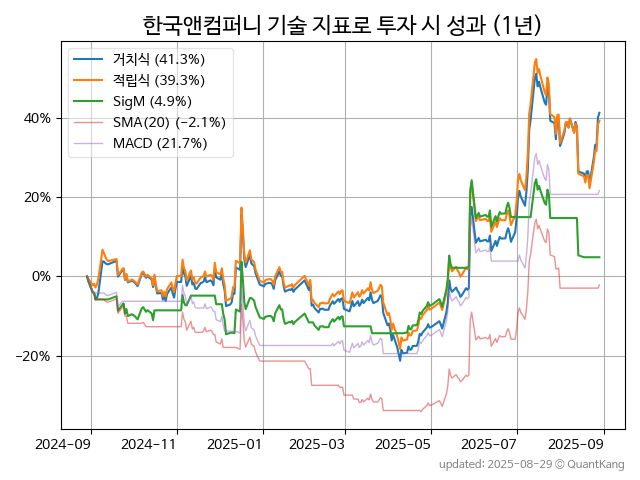 한국앤컴퍼니 기술 지표로 투자 시 성과 (1년)
거치식 (41.3%)
적립식 (39.3%)
SigM (4.9%)
SMA(20) (−2.1%)
MACD (21.7%)
40%
20%
0%
−20%
2024-09 2024-11 2025-01 2025-03 2025-05 2025-07 2025-09
updated: 2025-08-29 © QuantKang